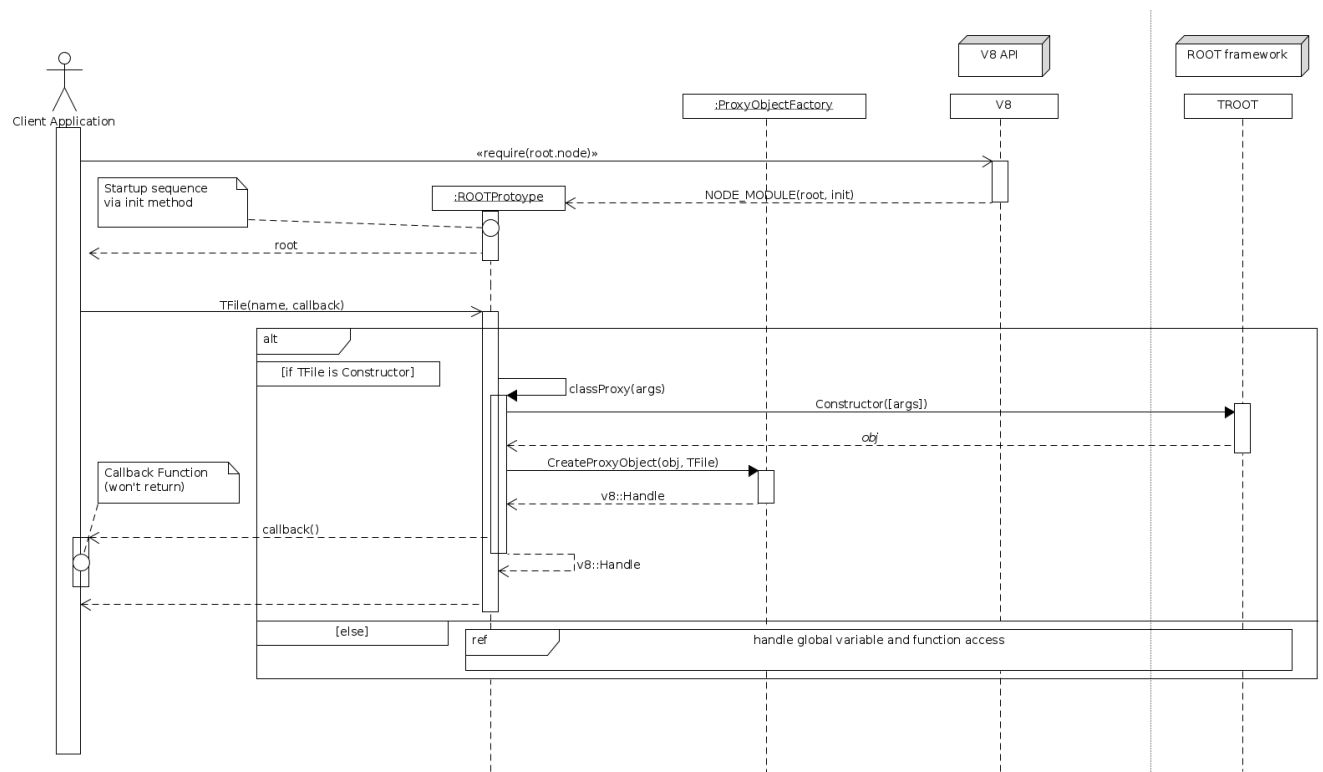 V8 API
ROOT framework
:ProxyObjectFactory
V8
TROOT
Client Application
«require(root.node)»
Startup sequence
via init method
:ROOTProtoype
NODE_MODULE(root, init)
root
TFile(name, callback)
alt
[if TFile is Constructor]
classProxy(args)
Constructor([args])
obj
CreateProxyObject(obj, TFile)
Callback Function
(won't return)
v8::Handle
callback()
v8::Handle
[else]
ref
handle global variable and function access